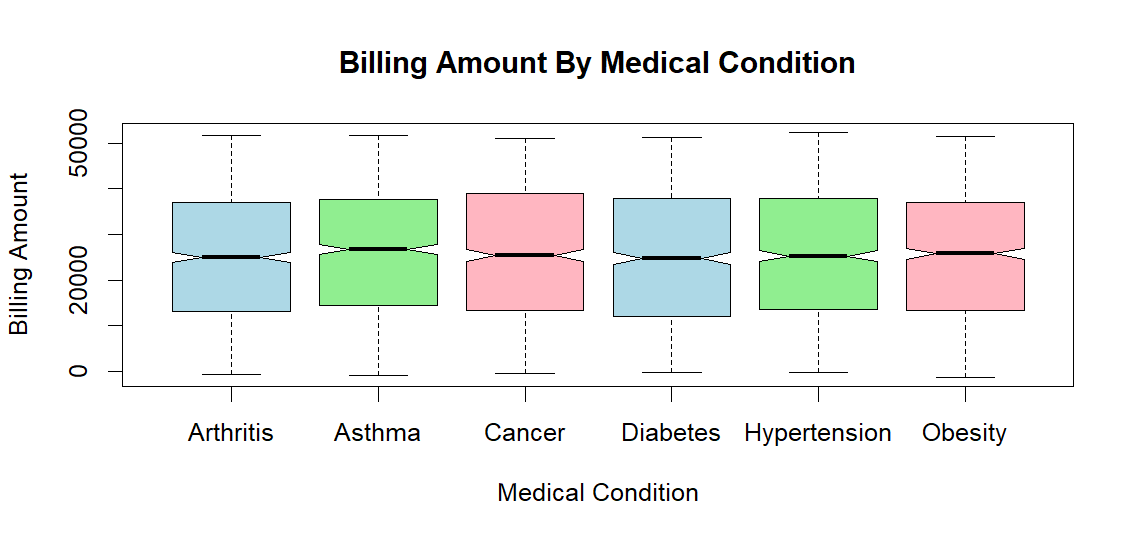 Billing Amount By Medical Condition
Billing Amount
50000
20000
0
Arthritis Asthma Cancer Diabetes Hypertension Obesity
Medical Condition